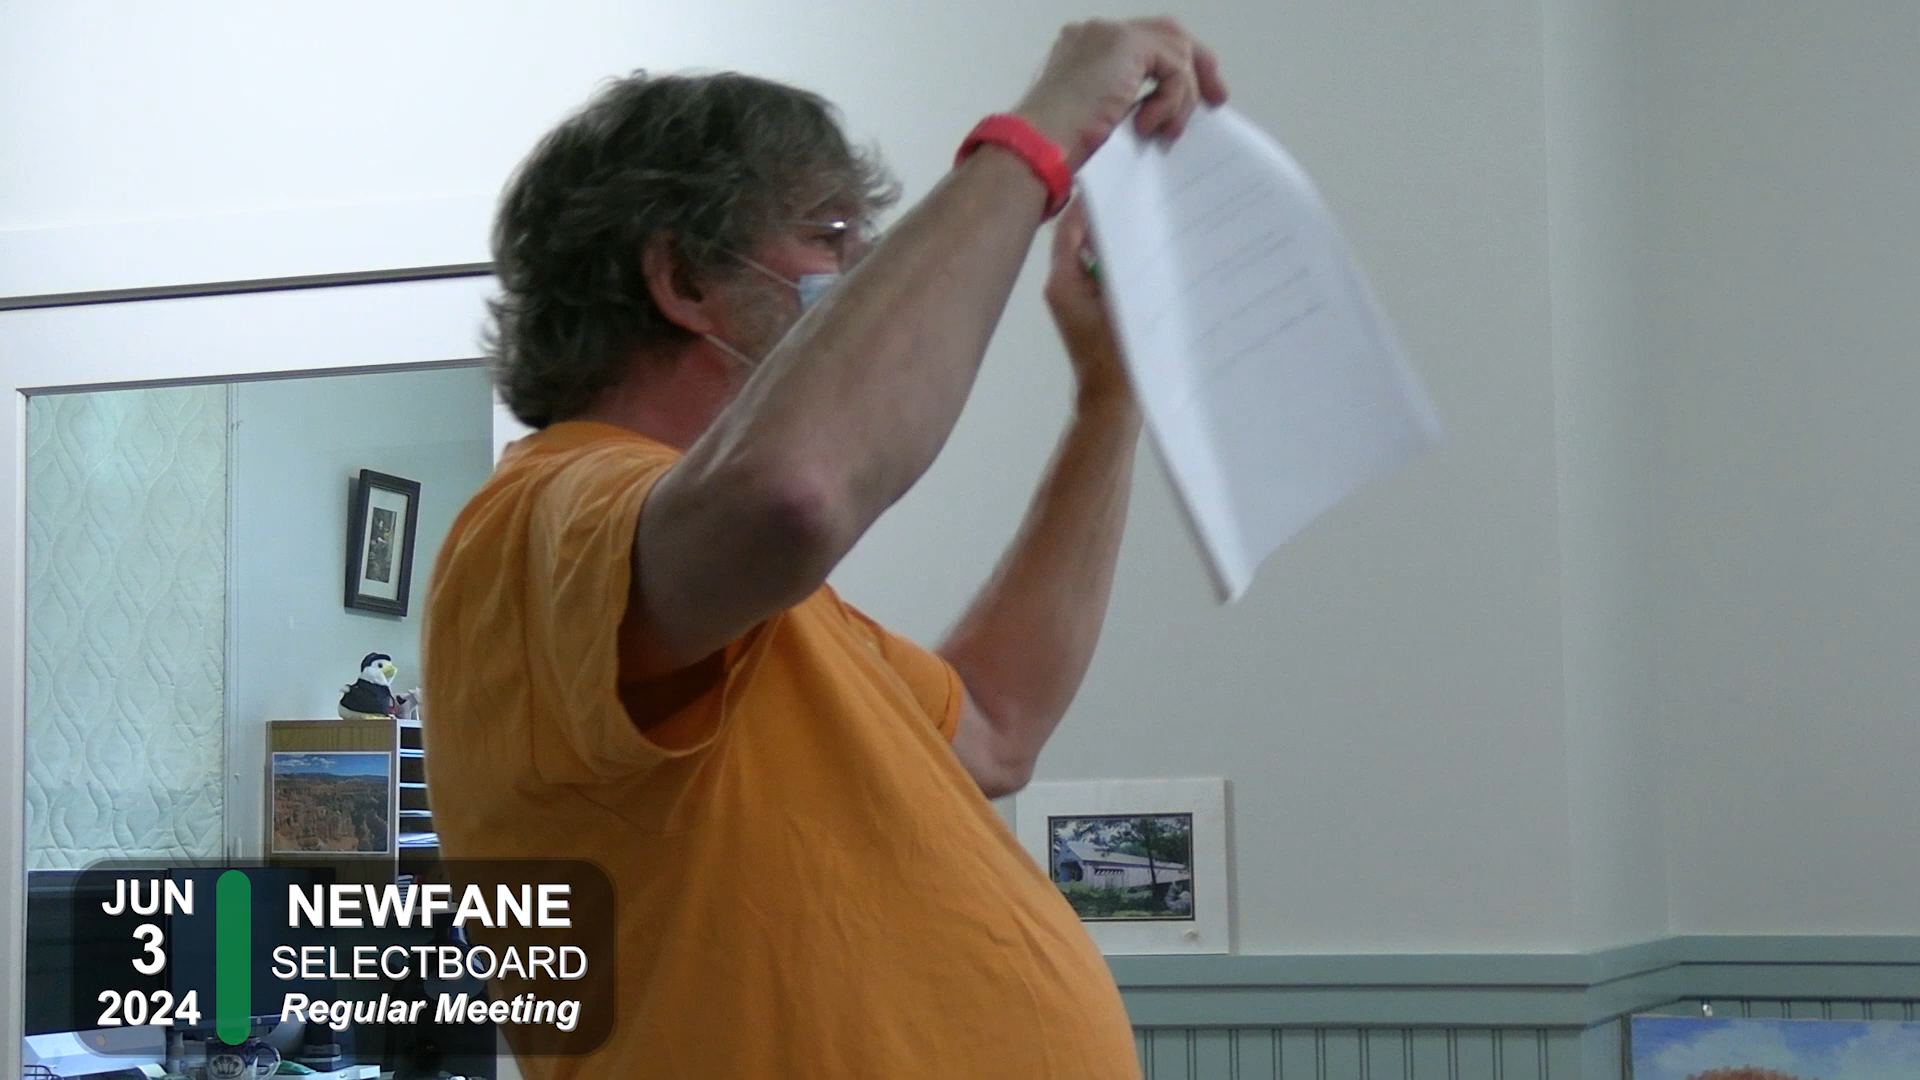 JUN
3
2024
NEWFANE
SELECTBOARD
Regular Meeting